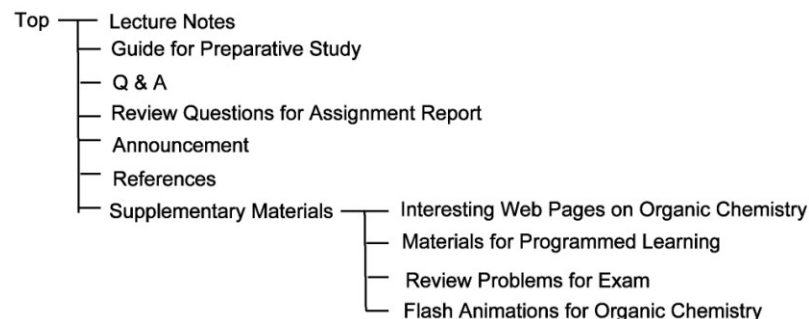 Top
Lecture Notes
Guide for Preparative Study
Q & A
Review Questions for Assignment Report
Announcement
References
Supplementary Materials
Interesting Web Pages on Organic Chemistry
Materials for Programmed Learning
Review Problems for Exam
Flash Animations for Organic Chemistry